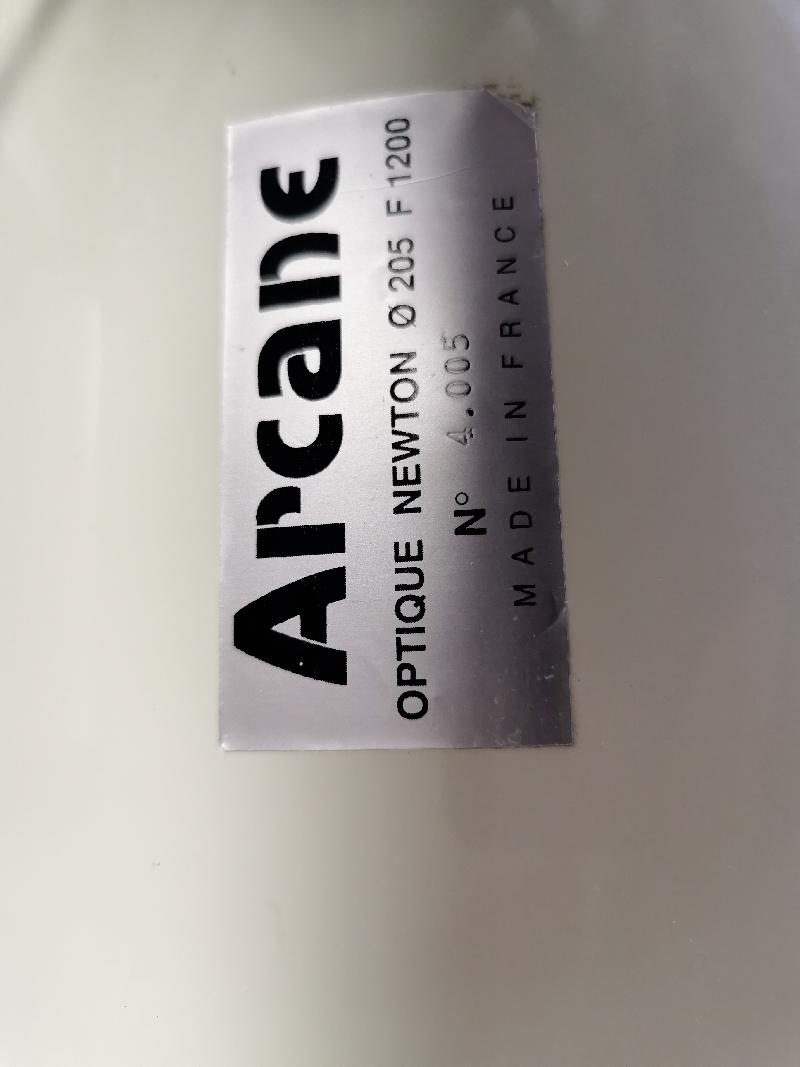 Arcane
OPTIQUE NEWTON Ø 205 F 1200
N° 4.005
MADE IN FRANCE